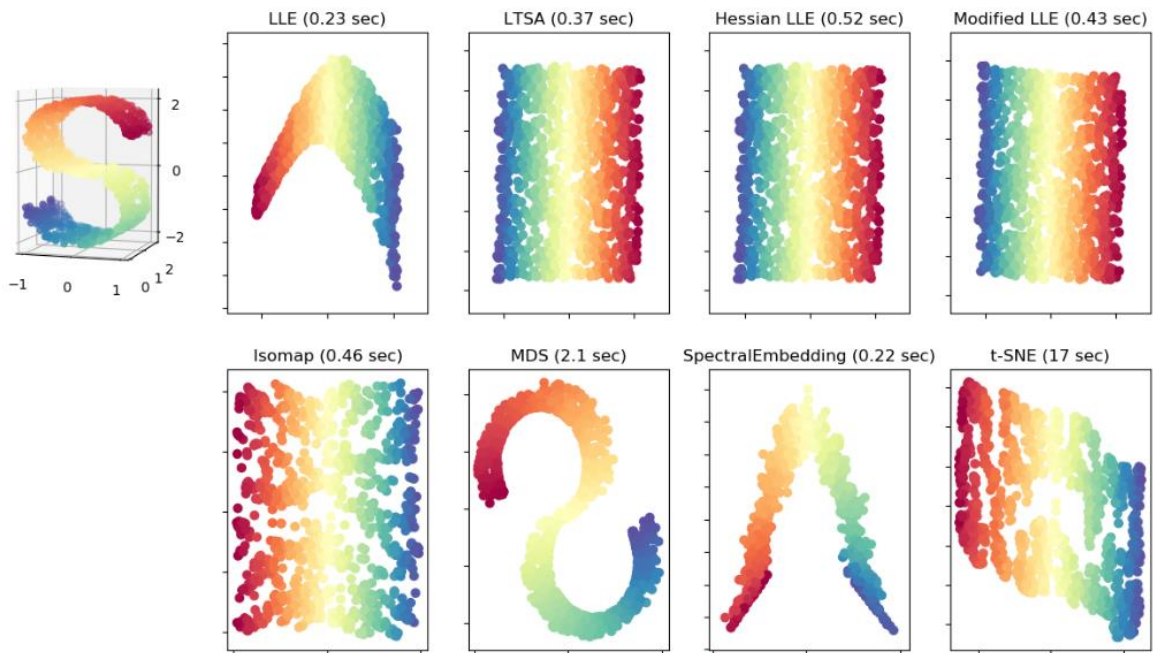 LLE (0.23 sec)
LTSA (0.37 sec)
Hessian LLE (0.52 sec)
Modified LLE (0.43 sec)
2
0
−2
−1
0
1
0
1
2
Isomap (0.46 sec)
MDS (2.1 sec)
SpectralEmbedding (0.22 sec)
t-SNE (17 sec)